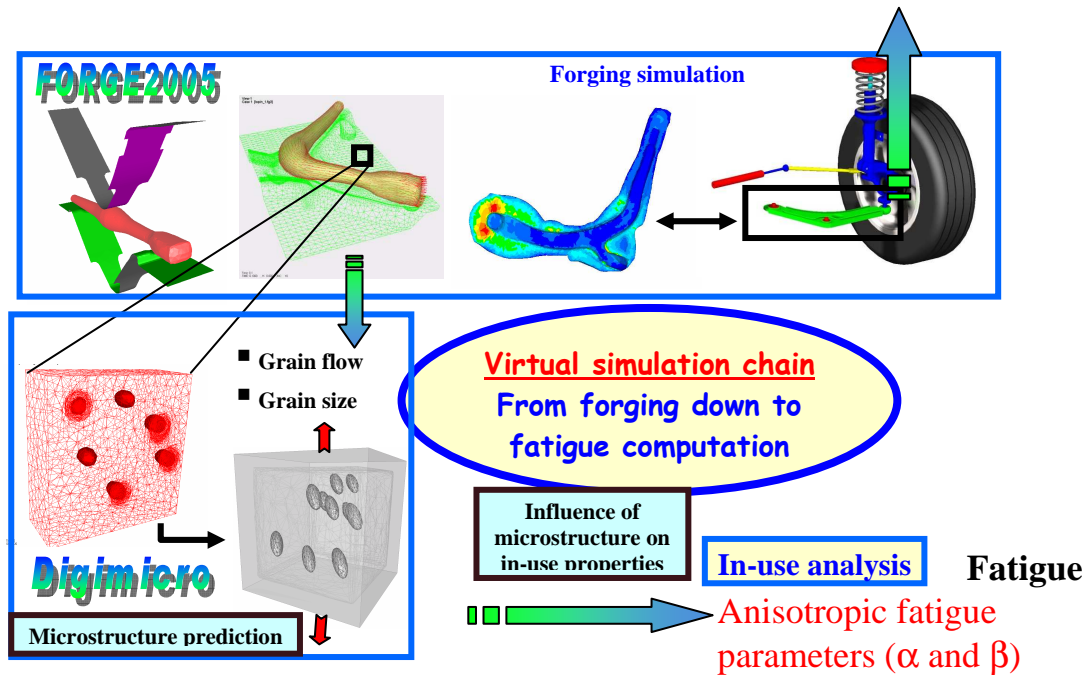 FORGE2005
Forging simulation
▪ Grain flow
▪ Grain size
Virtual simulation chain
From forging down to
fatigue computation
Digimicro
Microstructure prediction
Influence of
microstructure on
in-use properties
In-use analysis
Fatigue
Anisotropic fatigue
parameters (α and β)